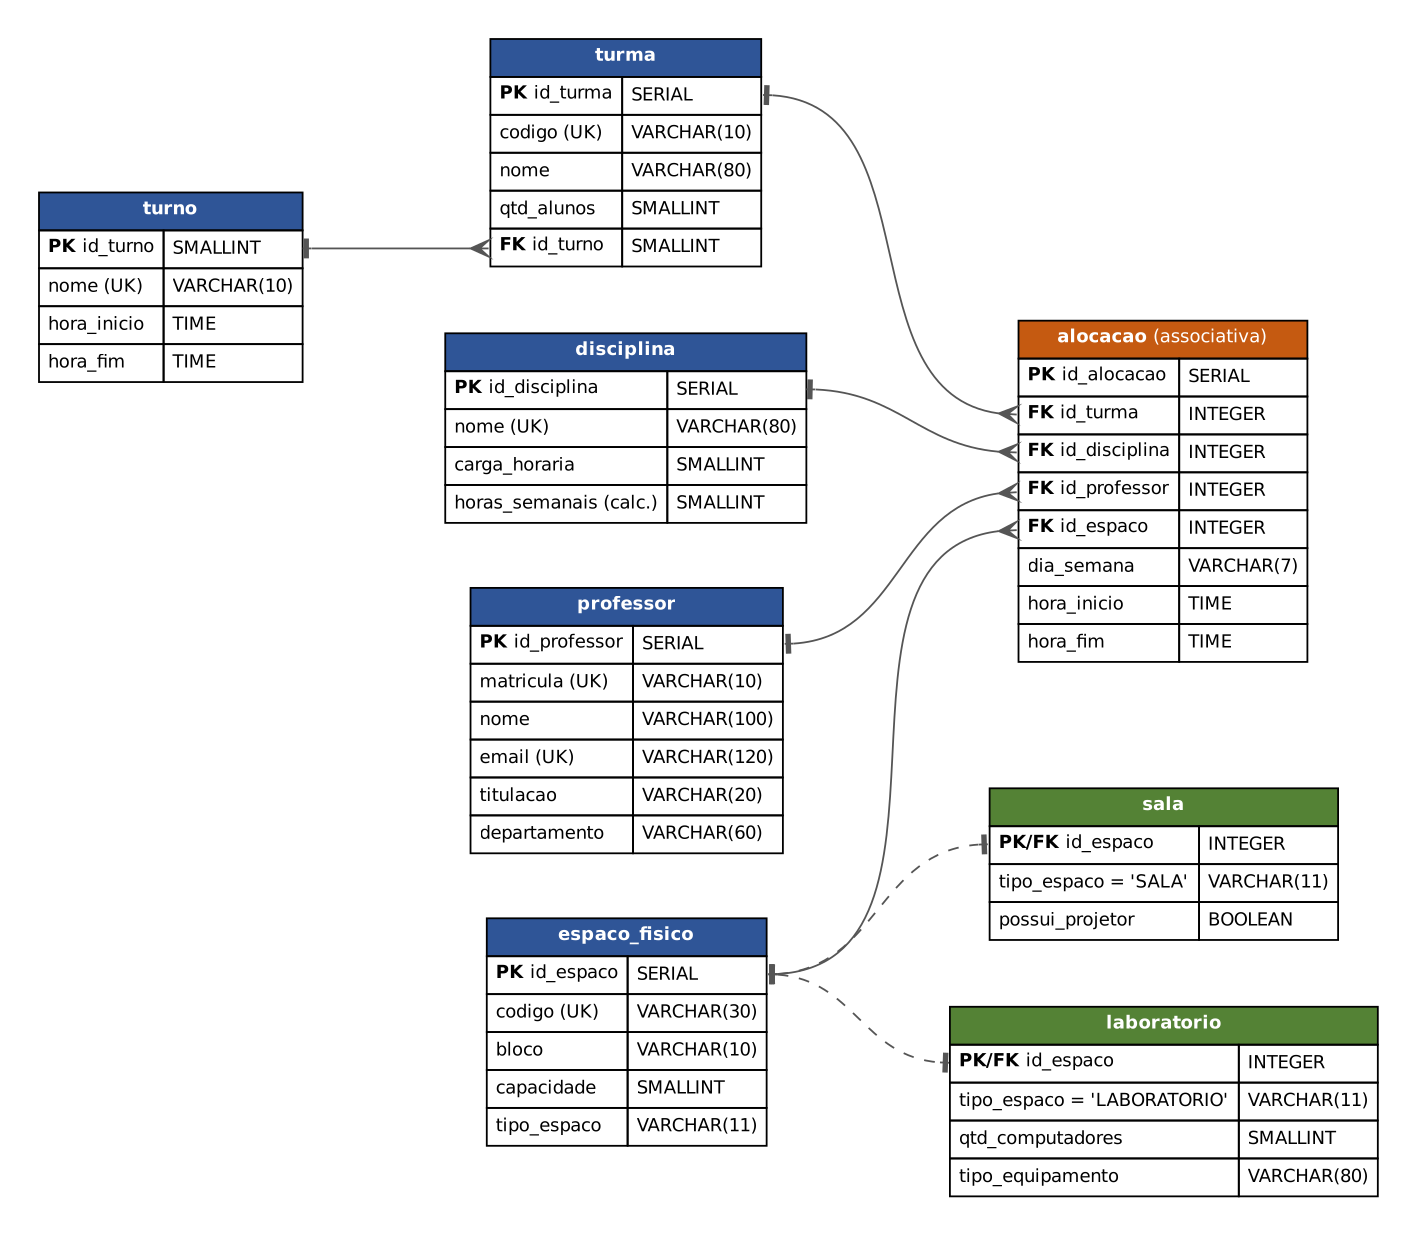 turma
PK id_turma SERIAL
codigo (UK) VARCHAR(10)
nome VARCHAR(80)
qtd_alunos SMALLINT
FK id_turno SMALLINT
turno
PK id_turno SMALLINT
nome (UK) VARCHAR(10)
hora_inicio TIME
hora_fim TIME
disciplina
PK id_disciplina SERIAL
nome (UK) VARCHAR(80)
carga_horaria SMALLINT
horas_semanais (calc.) SMALLINT
alocacao (associativa)
PK id_alocacao SERIAL
FK id_turma INTEGER
FK id_disciplina INTEGER
FK id_professor INTEGER
FK id_espaco INTEGER
dia_semana VARCHAR(7)
hora_inicio TIME
hora_fim TIME
professor
PK id_professor SERIAL
matricula (UK) VARCHAR(10)
nome VARCHAR(100)
email (UK) VARCHAR(120)
titulacao VARCHAR(20)
departamento VARCHAR(60)
sala
PK/FK id_espaco INTEGER
tipo_espaco = 'SALA' VARCHAR(11)
possui_projetor BOOLEAN
espaco_fisico
PK id_espaco SERIAL
codigo (UK) VARCHAR(30)
bloco VARCHAR(10)
capacidade SMALLINT
tipo_espaco VARCHAR(11)
laboratorio
PK/FK id_espaco INTEGER
tipo_espaco = 'LABORATORIO' VARCHAR(11)
qtd_computadores SMALLINT
tipo_equipamento VARCHAR(80)